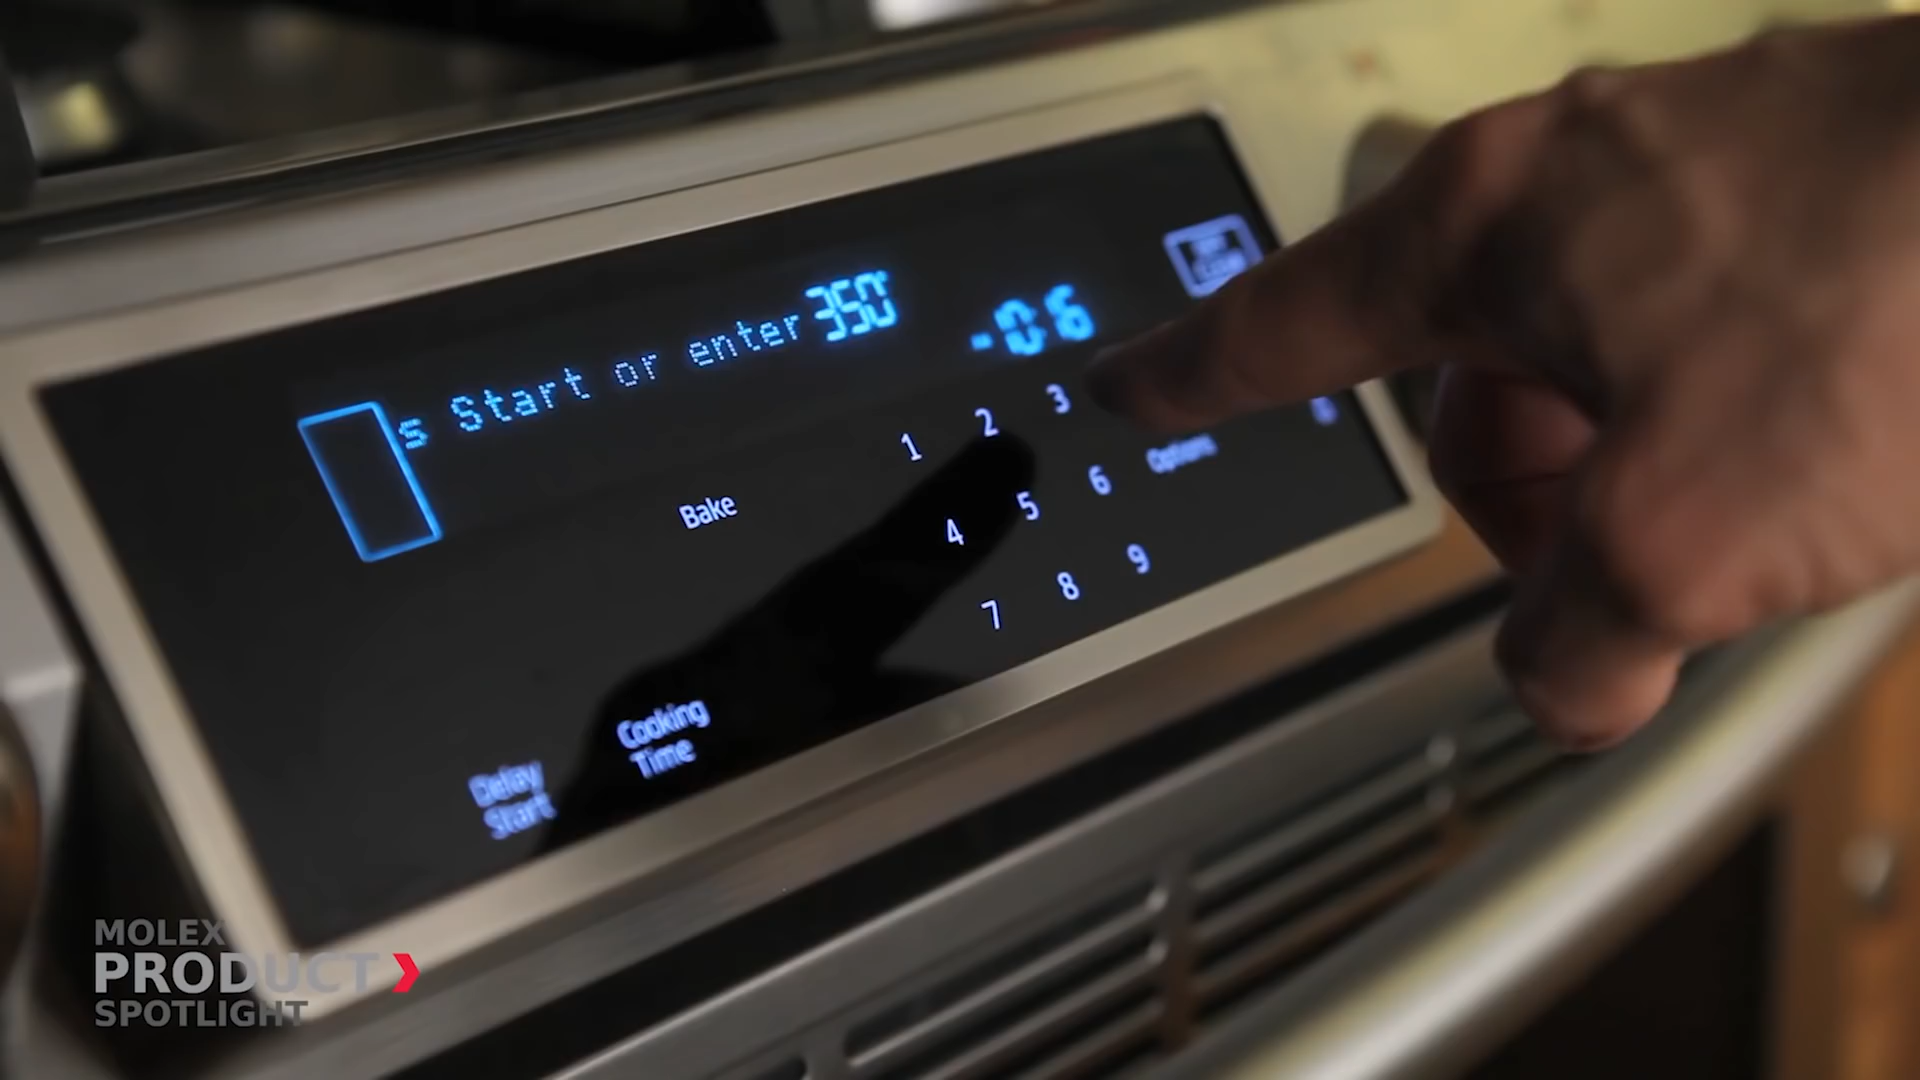 s Start or enter 350°
-:06
1 2 3
Bake
4 5 6 Options
0
7 8 9
Cooking
Time
Delay
Start
MOLEX
PRODUCT
SPOTLIGHT